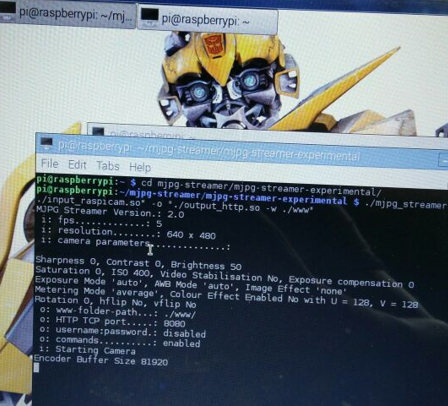 pi@raspberrypi: ~/mj...
pi@raspberrypi: ~
pi@raspberrypi: ~/mjpg-streamer/mjpg-streamer-experimental
File Edit Tabs Help
pi@raspberrypi:~ $ cd mjpg-streamer/mjpg-streamer-experimental/
pi@raspberrypi:~/mjpg-streamer/mjpg-streamer-experimental $ ./mjpg_streamer
./input_raspicam.so" -o "./output_http.so -w ./www"
MJPG Streamer Version.: 2.0
i: fps.............: 5
i: resolution........: 640 x 480
i: camera parameters..............:
Sharpness 0, Contrast 0, Brightness 50
Saturation 0, ISO 400, Video Stabilisation No, Exposure compensation 0
Exposure Mode 'auto', AWB Mode 'auto', Image Effect 'none'
Metering Mode 'average', Colour Effect Enabled No with U = 128, V = 128
Rotation 0, hflip No, vflip No
o: www-folder-path...: ./www/
o: HTTP TCP port.....: 8080
o: username:password.: disabled
o: commands..........: enabled
i: Starting Camera
Encoder Buffer Size 81920